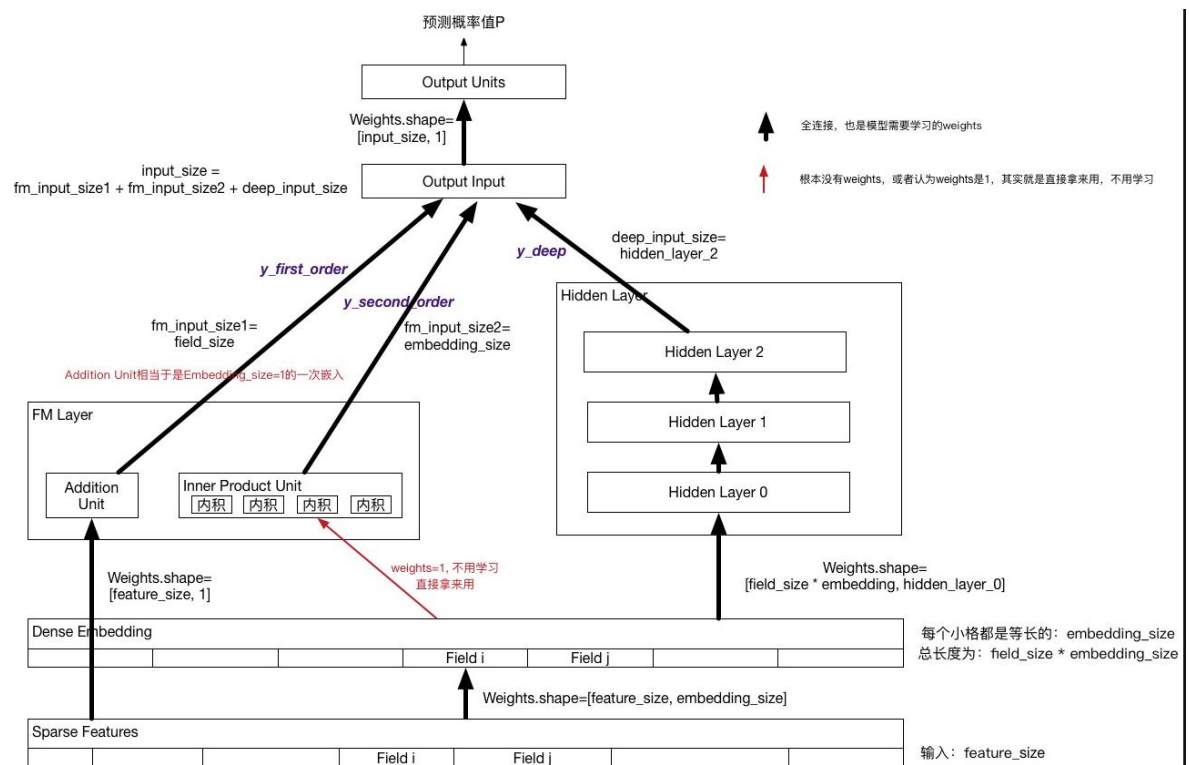 预测概率值P
Output Units
Weights.shape=
[input_size, 1]
全连接，也是模型需要学习的weights
input_size =
fm_input_size1 + fm_input_size2 + deep_input_size
Output Input
根本没有weights，或者认为weights是1，其实就是直接拿来用，不用学习
y_first_order
y_second_order
y_deep
deep_input_size=
hidden_layer_2
fm_input_size1=
field_size
fm_input_size2=
embedding_size
Addition Unit相当于是Embedding_size=1的一次嵌入
Hidden Layer
Hidden Layer 2
Hidden Layer 1
Hidden Layer 0
FM Layer
Addition
Unit
Inner Product Unit
内积 内积 内积 内积
Weights.shape=
[feature_size, 1]
weights=1, 不用学习
直接拿来用
Weights.shape=
[field_size * embedding, hidden_layer_0]
Dense Embedding
Field i Field j
每个小格都是等长的：embedding_size
总长度为：field_size * embedding_size
Weights.shape=[feature_size, embedding_size]
Sparse Features
Field i Field j
输入：feature_size